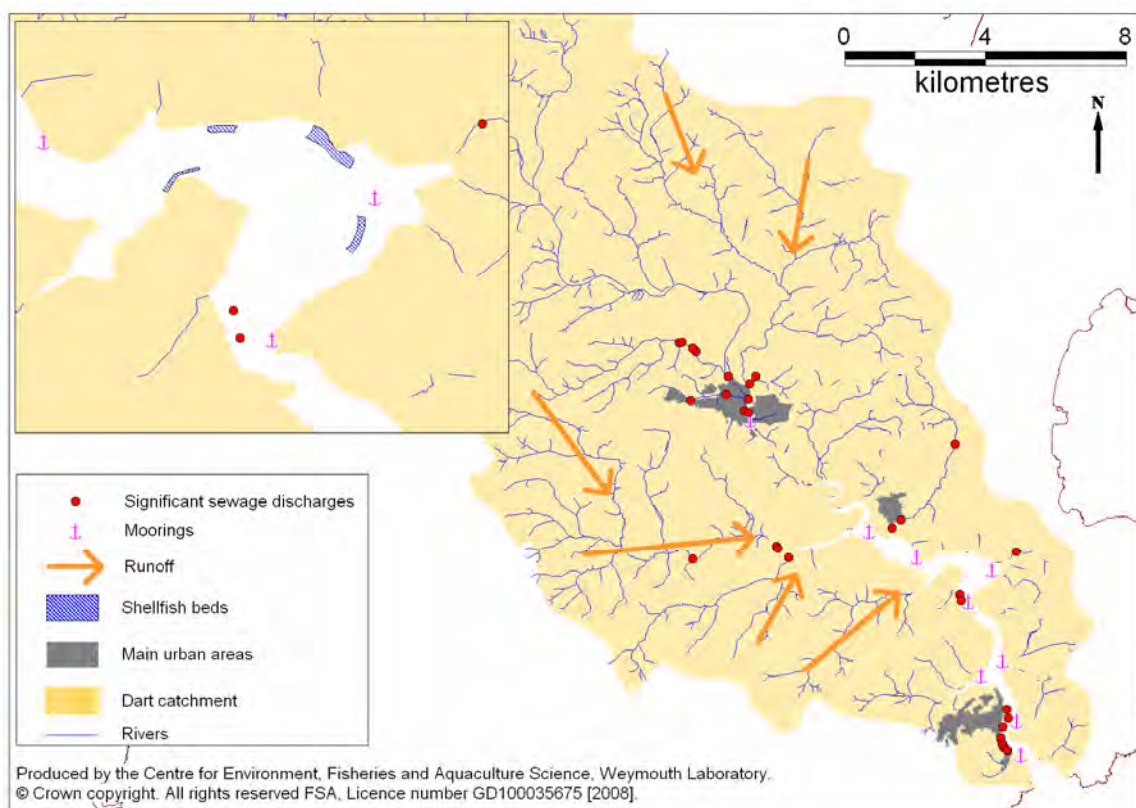 0 4 8
kilometres
N
Significant sewage discharges
Moorings
Runoff
Shellfish beds
Main urban areas
Dart catchment
Rivers
Produced by the Centre for Environment, Fisheries and Aquaculture Science, Weymouth Laboratory.
© Crown copyright. All rights reserved FSA, Licence number GD100035675 [2008].